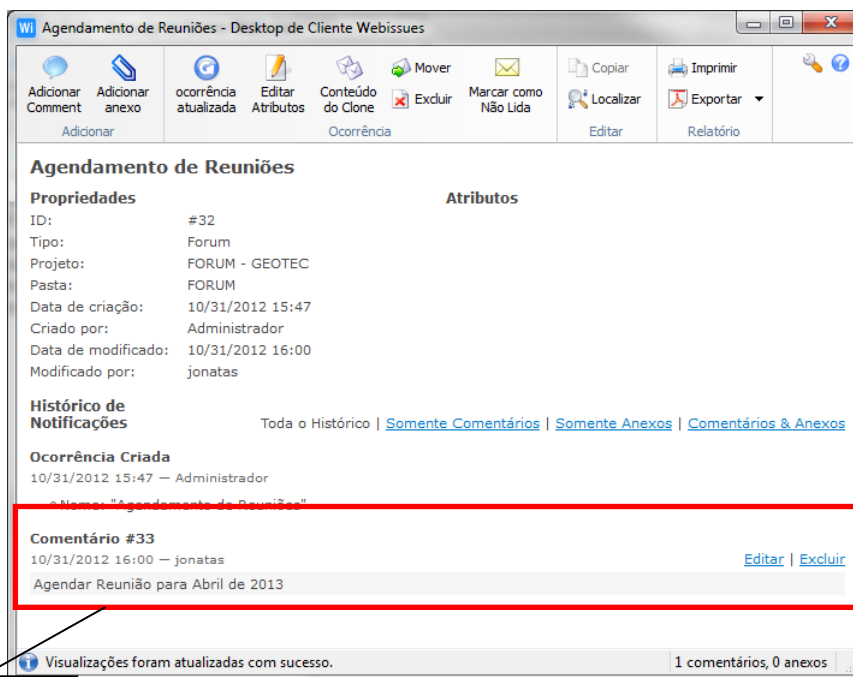 Wi Agendamento de Reuniões - Desktop de Cliente Webissues
Adicionar Comment
Adicionar anexo
Adicionar
ocorrência atualizada
Editar Atributos
Conteúdo do Clone
Mover
Excluir
Marcar como Não Lida
Ocorrência
Copiar
Localizar
Editar
Imprimir
Exportar
Relatório
Agendamento de Reuniões
Propriedades
Atributos
ID: #32
Tipo: Forum
Projeto: FORUM - GEOTEC
Pasta: FORUM
Data de criação: 10/31/2012 15:47
Criado por: Administrador
Data de modificado: 10/31/2012 16:00
Modificado por: jonatas
Histórico de
Notificações Toda o Histórico | Somente Comentários | Somente Anexos | Comentários & Anexos
Ocorrência Criada
10/31/2012 15:47 — Administrador
Nome: "Agendamento de Reuniões"
Comentário #33
10/31/2012 16:00 — jonatas Editar | Excluir
Agendar Reunião para Abril de 2013
Visualizações foram atualizadas com sucesso. 1 comentários, 0 anexos